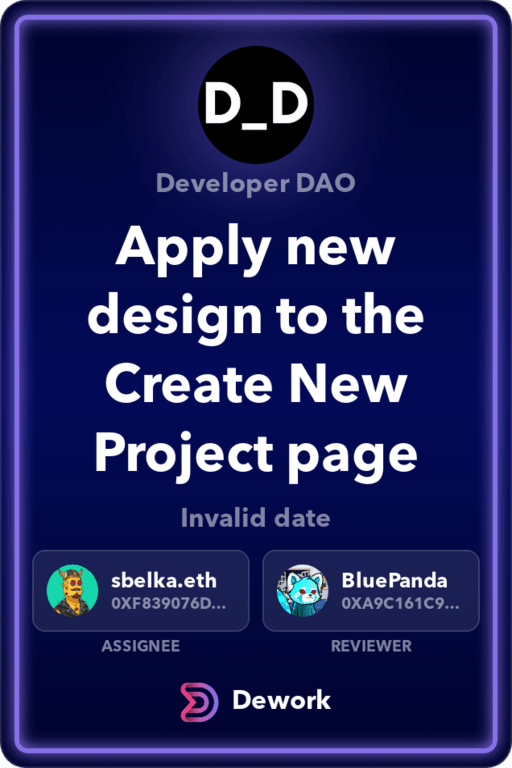 D_D
Developer DAO
Apply new
design to the
Create New
Project page
Invalid date
sbelka.eth
0XF839076D...
BluePanda
0XA9C161C9...
ASSIGNEE
REVIEWER
Dework